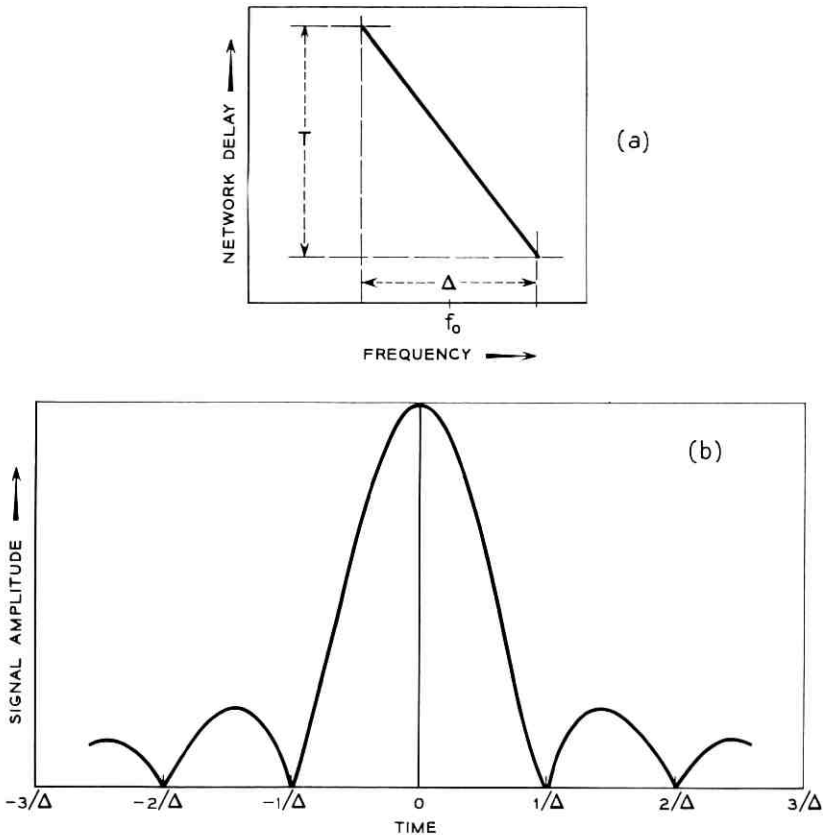 NETWORK DELAY
T
Δ
f₀
FREQUENCY
(a)
(b)
SIGNAL AMPLITUDE
-3/Δ -2/Δ -1/Δ 0 1/Δ 2/Δ 3/Δ
TIME